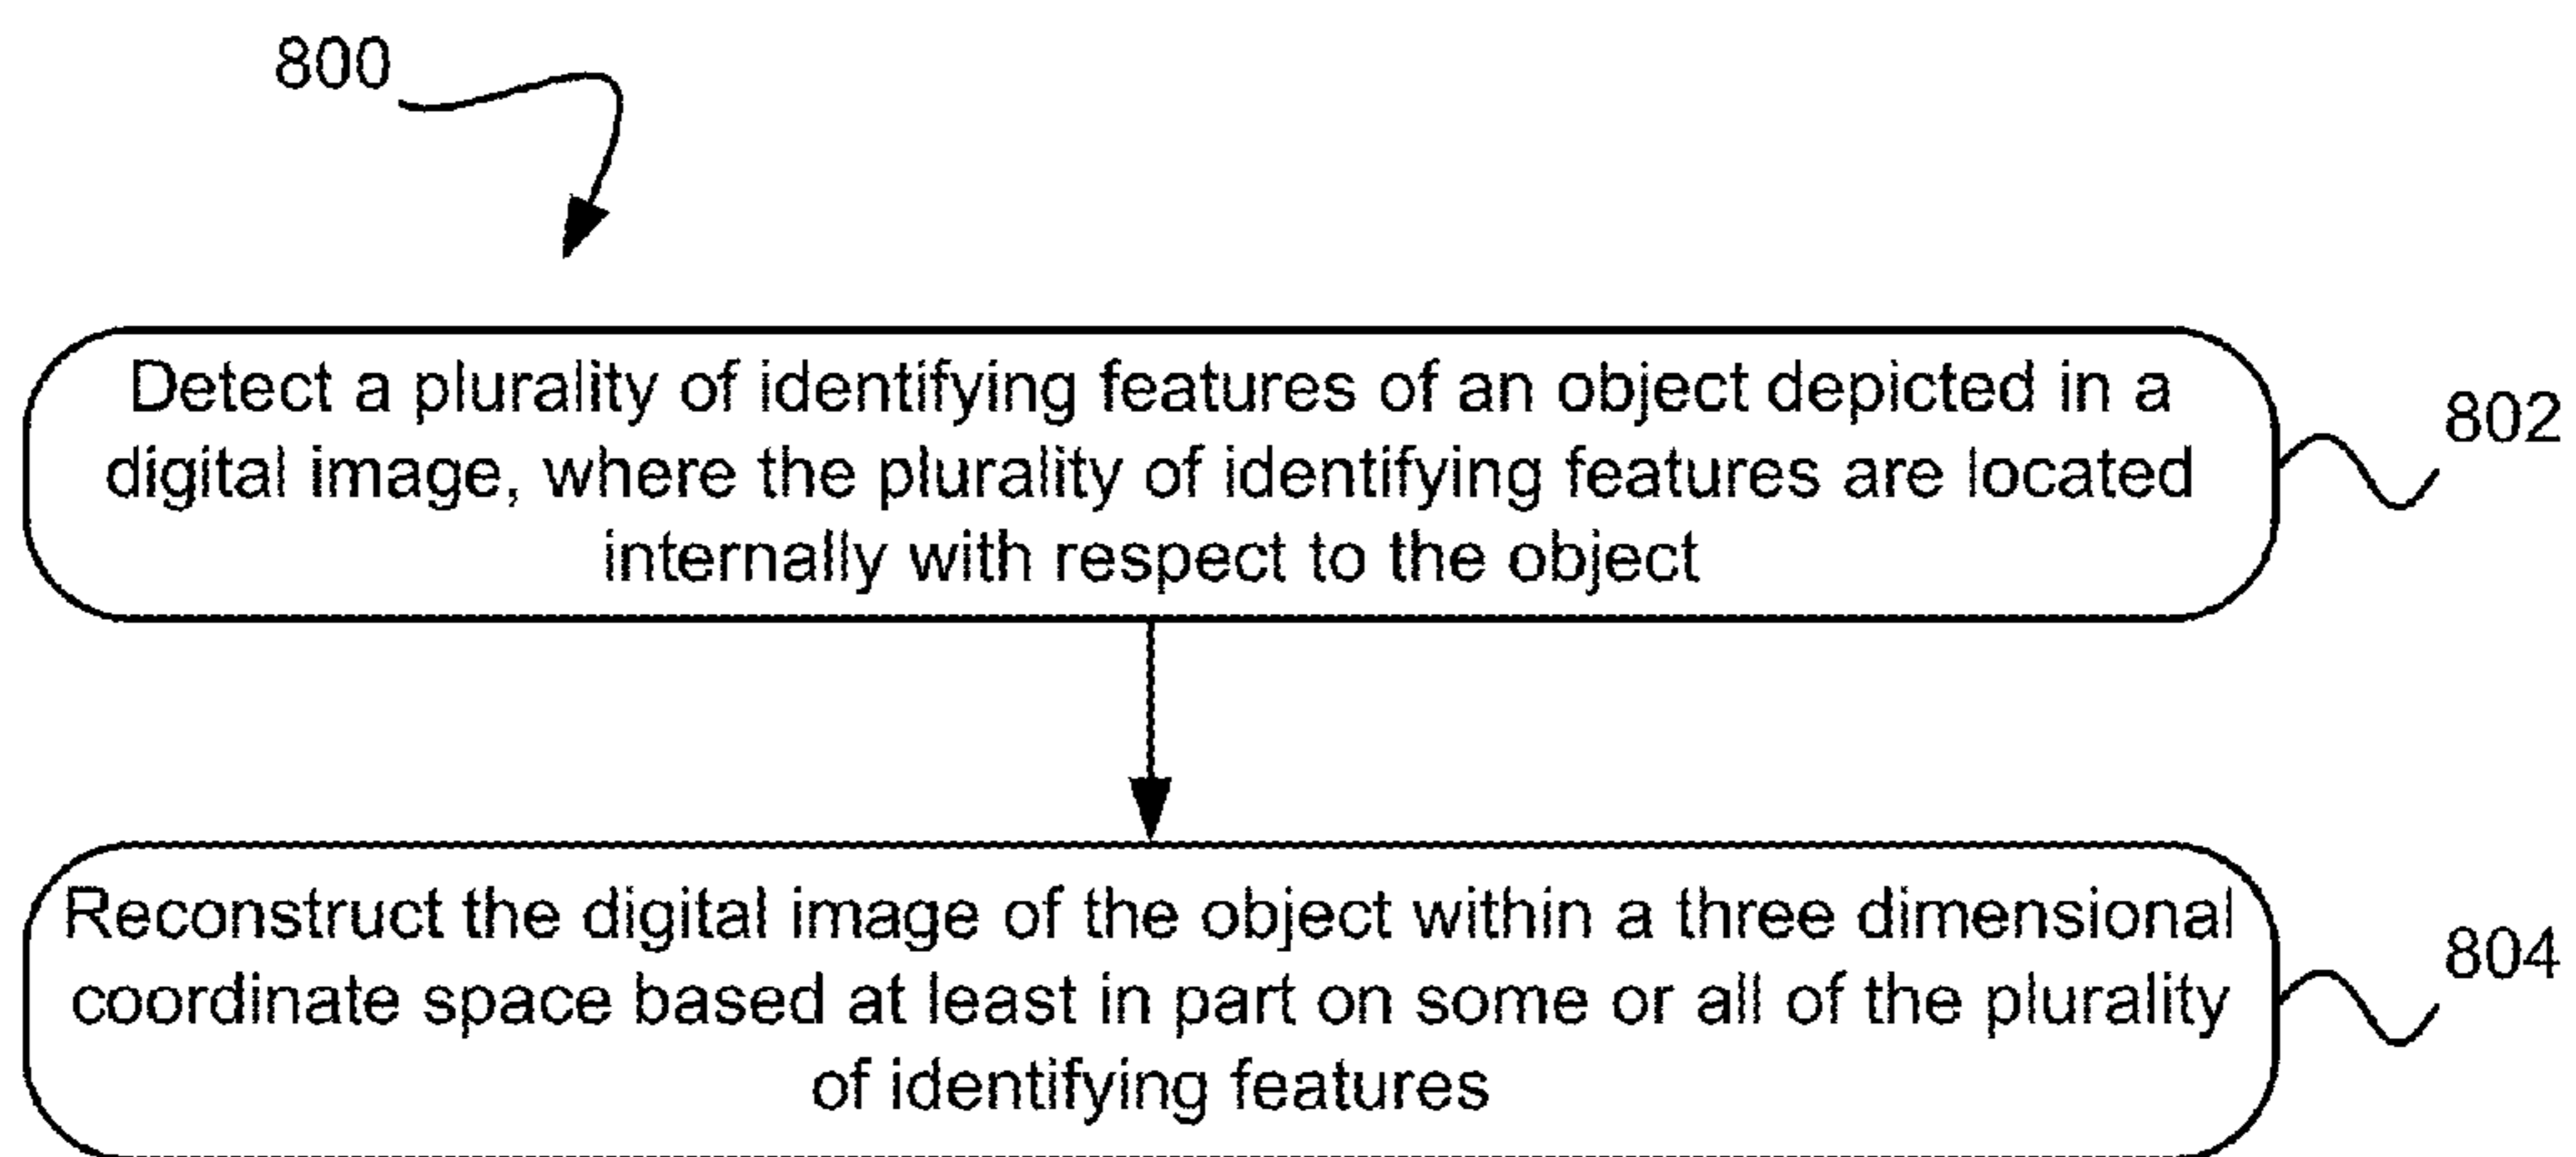 800
Detect a plurality of identifying features of an object depicted in a
digital image, where the plurality of identifying features are located
internally with respect to the object
802
Reconstruct the digital image of the object within a three dimensional
coordinate space based at least in part on some or all of the plurality
of identifying features
804